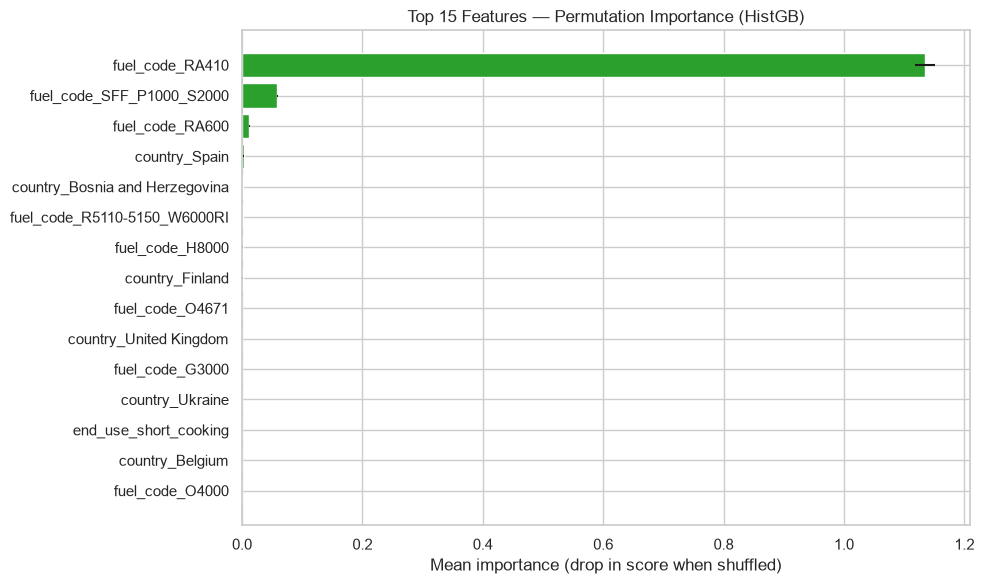 Top 15 Features — Permutation Importance (HistGB)
fuel_code_RA410
fuel_code_SFF_P1000_S2000
fuel_code_RA600
country_Spain
country_Bosnia and Herzegovina
fuel_code_R5110-5150_W6000RI
fuel_code_H8000
country_Finland
fuel_code_O4671
country_United Kingdom
fuel_code_G3000
country_Ukraine
end_use_short_cooking
country_Belgium
fuel_code_O4000
0.0 0.2 0.4 0.6 0.8 1.0 1.2
Mean importance (drop in score when shuffled)